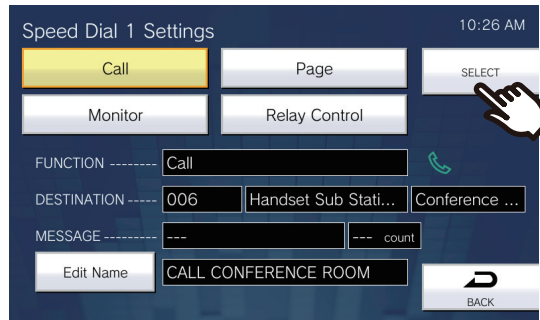 Speed Dial 1 Settings 10:26 AM
Call Page SELECT
Monitor Relay Control
FUNCTION -------- Call
DESTINATION ----- 006 Handset Sub Stati... Conference ...
MESSAGE --------- --- --- count
Edit Name CALL CONFERENCE ROOM
BACK